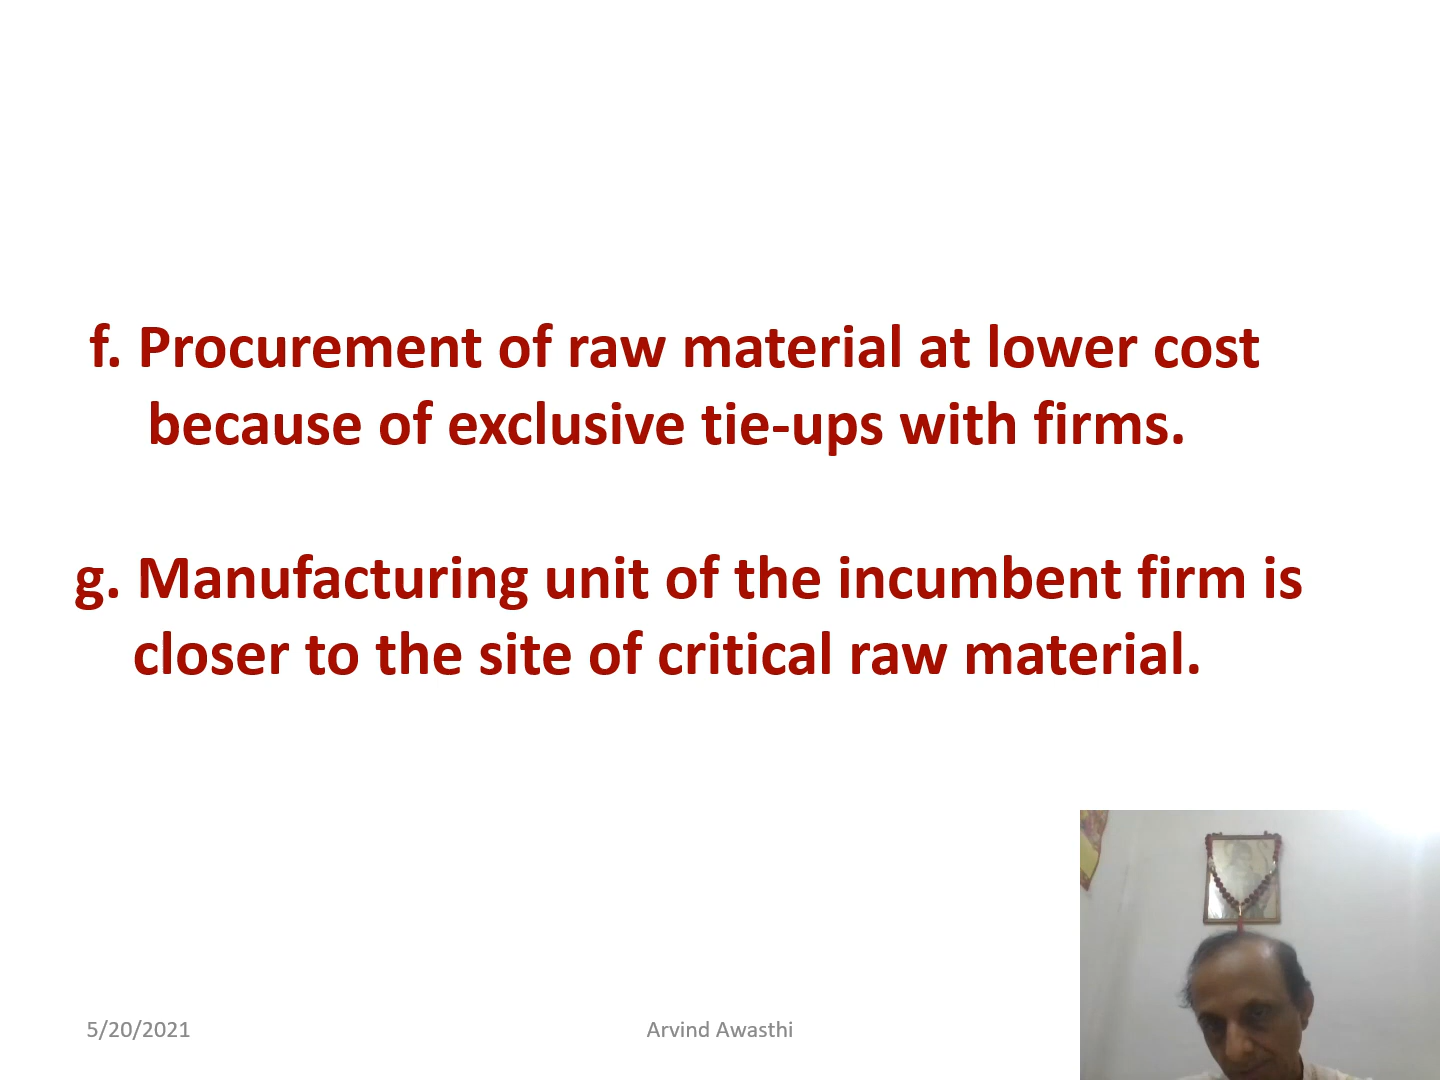 f. Procurement of raw material at lower cost
because of exclusive tie-ups with firms.
g. Manufacturing unit of the incumbent firm is
closer to the site of critical raw material.
5/20/2021
Arvind Awasthi